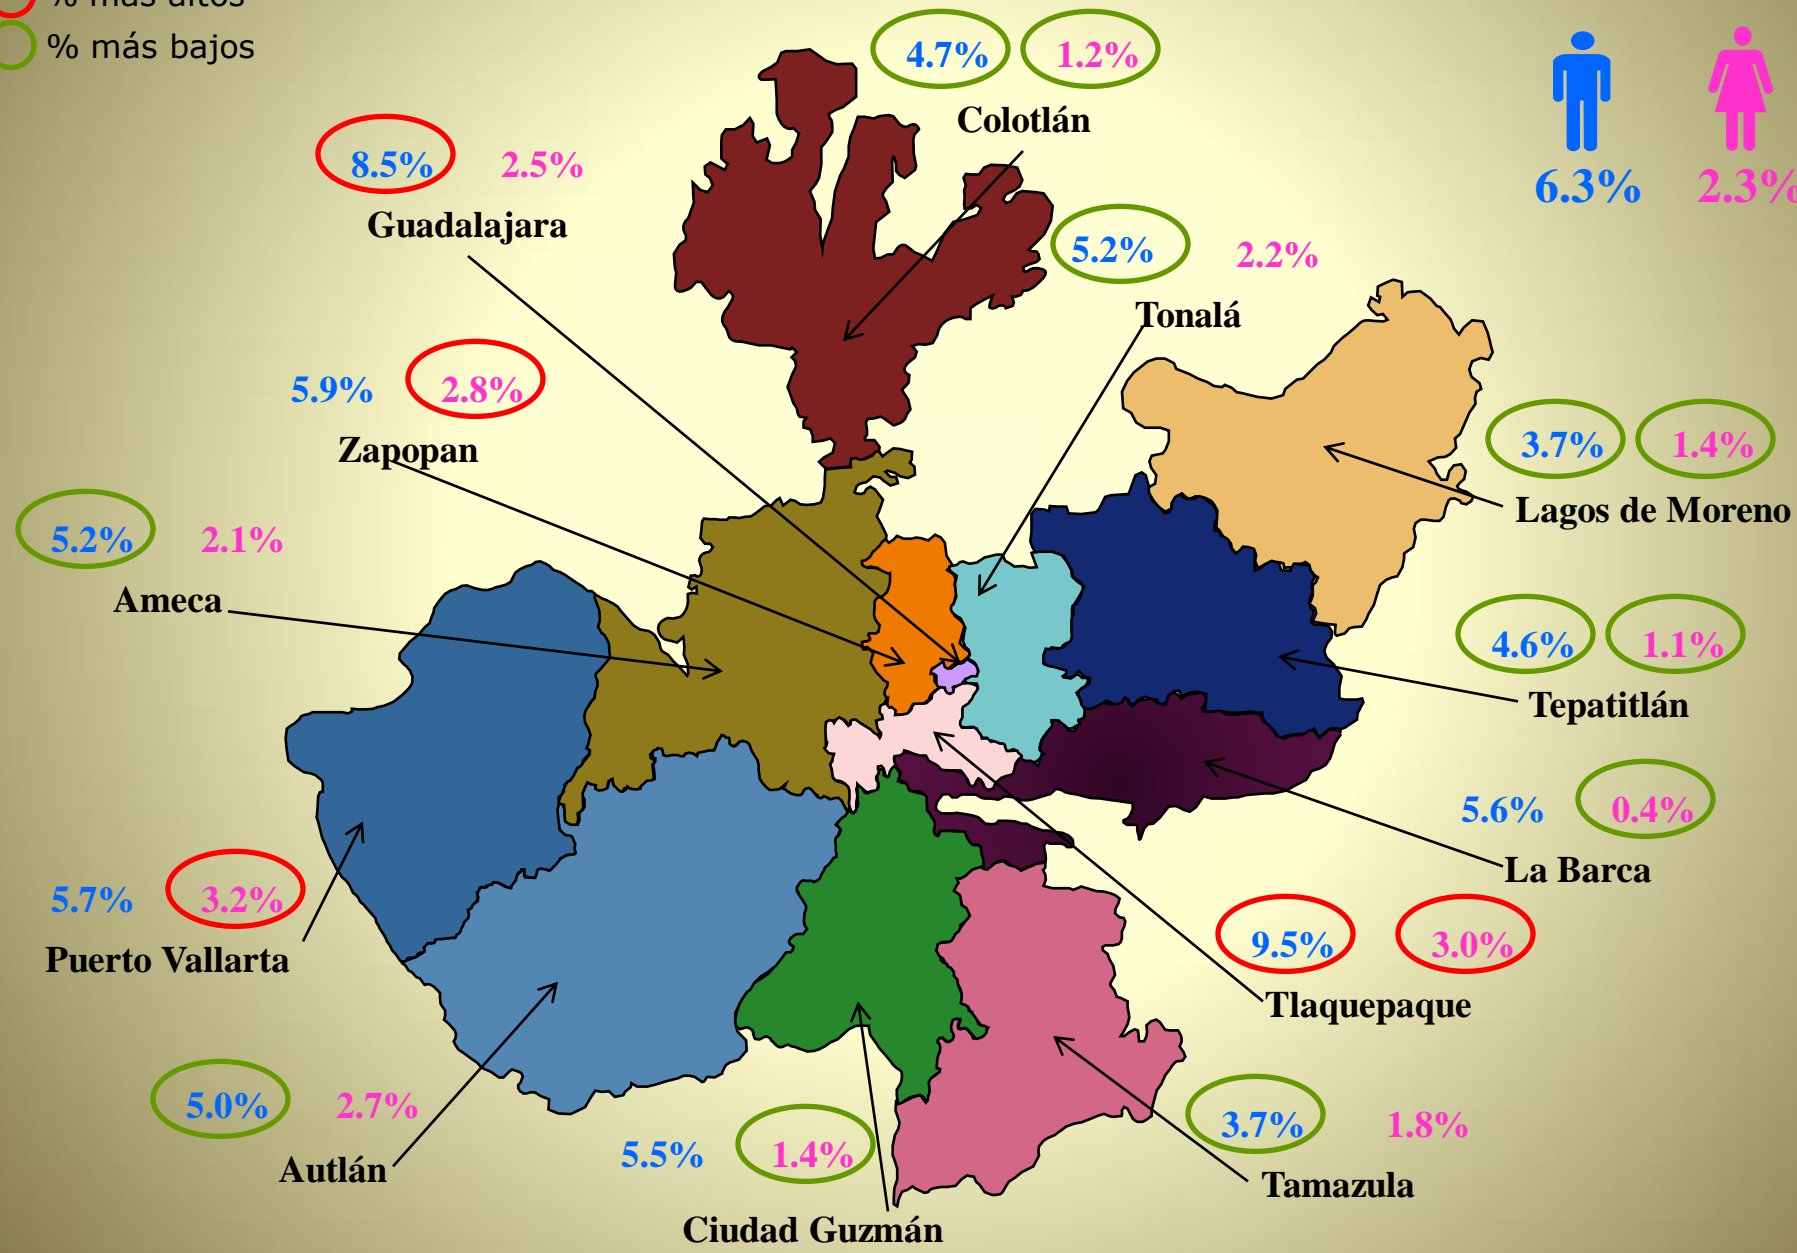 % más altos
% más bajos
4.7% 1.2%
Colotlán
6.3% 2.3%
8.5% 2.5%
Guadalajara
5.2% 2.2%
Tonalá
5.9% 2.8%
Zapopan
3.7% 1.4%
Lagos de Moreno
5.2% 2.1%
Ameca
4.6% 1.1%
Tepatitlán
5.6% 0.4%
La Barca
5.7% 3.2%
Puerto Vallarta
9.5% 3.0%
Tlaquepaque
5.0% 2.7%
Autlán
5.5% 1.4%
Ciudad Guzmán
3.7% 1.8%
Tamazula